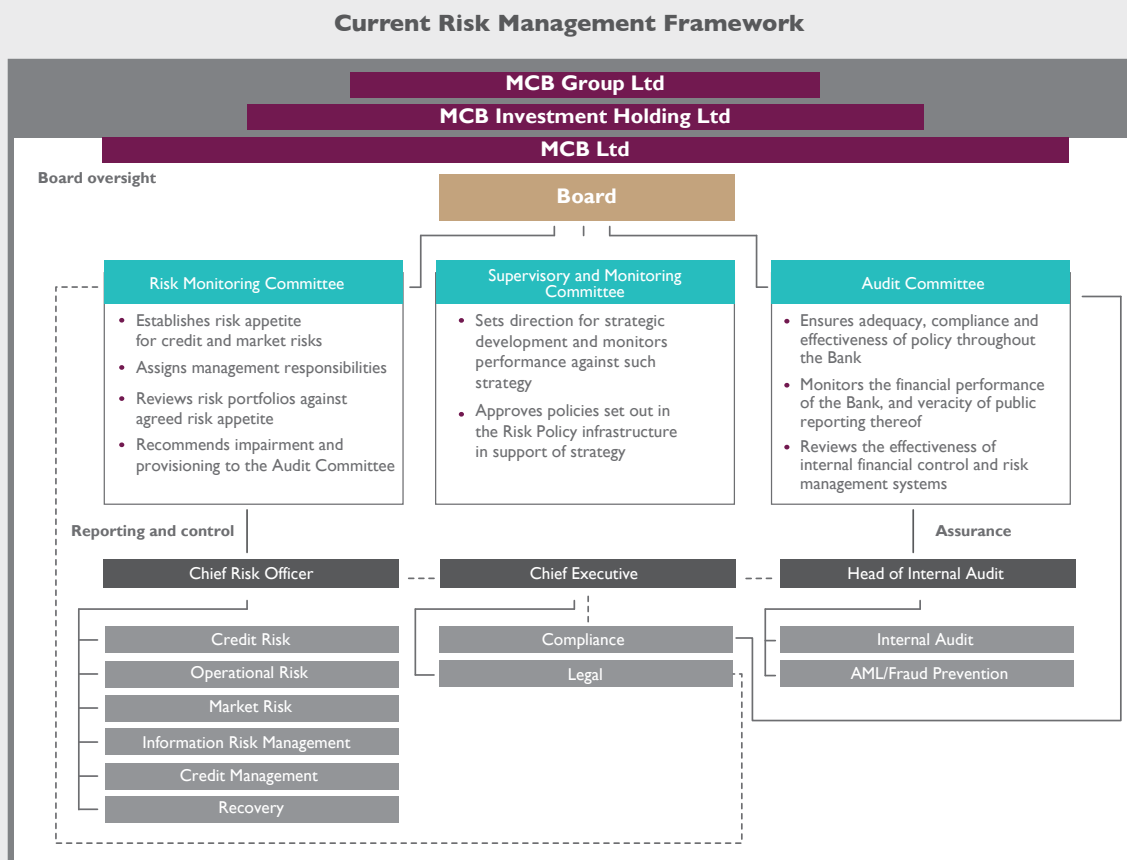 Current Risk Management Framework
MCB Group Ltd
MCB Investment Holding Ltd
MCB Ltd
Board oversight
Board
Risk Monitoring Committee
• Establishes risk appetite
for credit and market risks
• Assigns management responsibilities
• Reviews risk portfolios against
agreed risk appetite
• Recommends impairment and
provisioning to the Audit Committee
Supervisory and Monitoring
Committee
• Sets direction for strategic
development and monitors
performance against such
strategy
• Approves policies set out in
the Risk Policy infrastructure
in support of strategy
Audit Committee
• Ensures adequacy, compliance and
effectiveness of policy throughout
the Bank
• Monitors the financial performance
of the Bank, and veracity of public
reporting thereof
• Reviews the effectiveness of
internal financial control and risk
management systems
Reporting and control
Assurance
Chief Risk Officer
Chief Executive
Head of Internal Audit
Credit Risk
Operational Risk
Market Risk
Information Risk Management
Credit Management
Recovery
Compliance
Legal
Internal Audit
AML/Fraud Prevention